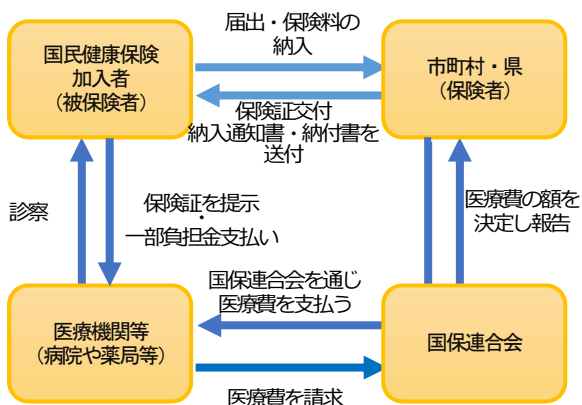 届出・保険料の
納入
国民健康保険
加入者
（被保険者）
市町村・県
（保険者）
保険証交付
納入通知書・納付書を
送付
診察
保険証を提示
・
一部負担金支払い
医療費の額を
決定し報告
国保連合会を通じ
医療費を支払う
医療機関等
（病院や薬局等）
国保連合会
医療費を請求